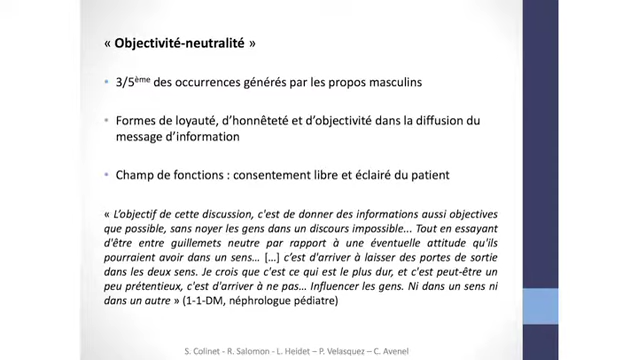 « Objectivité-neutralité »
• 3/5ème des occurrences générés par les propos masculins
• Formes de loyauté, d'honnêteté et d'objectivité dans la diffusion du
message d'information
• Champ de fonctions : consentement libre et éclairé du patient
« L'objectif de cette discussion, c'est de donner des informations aussi objectives
que possible, sans noyer les gens dans un discours impossible... Tout en essayant
d'être entre guillemets neutre par rapport à une éventuelle attitude qu'ils
pourraient avoir dans un sens... […] c'est d'arriver à laisser des portes de sortie
dans les deux sens. Je crois que c'est ce qui est le plus dur, et c'est peut-être un
peu prétentieux, c'est d'arriver à ne pas... Influencer les gens. Ni dans un sens ni
dans un autre » (1-1-DM, néphrologue pédiatre)
S. Colinet - R. Salomon - L. Heidet – P. Velasquez – C. Avenel